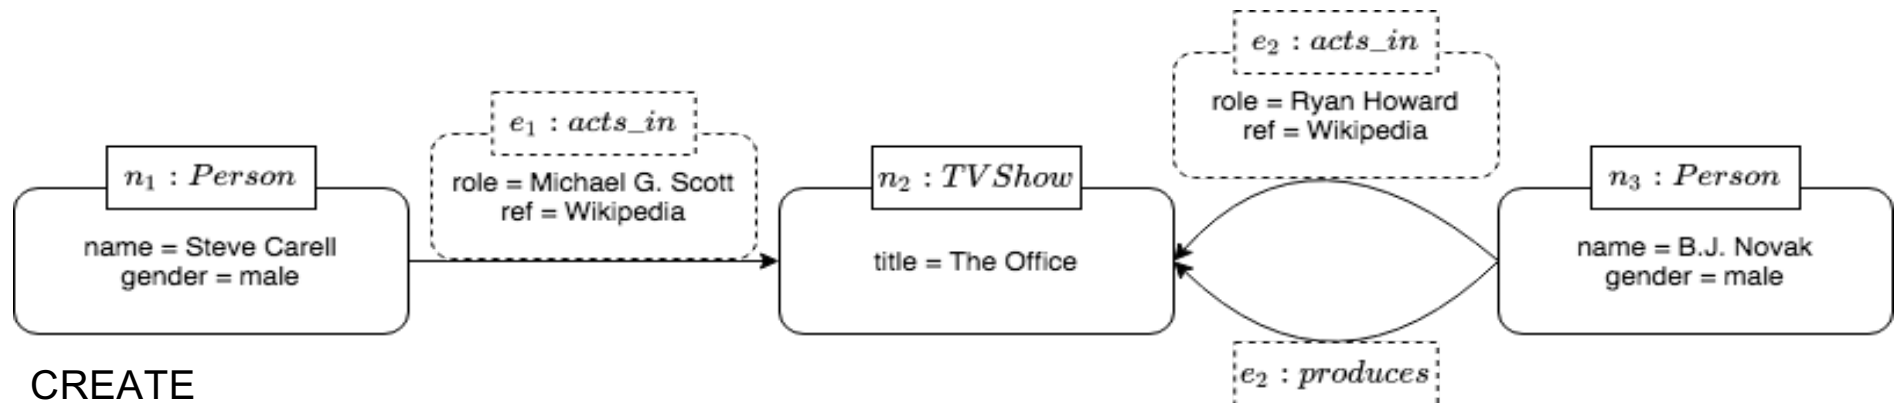 e₂ : acts_in
role = Ryan Howard
ref = Wikipedia
e₁ : acts_in
role = Michael G. Scott
ref = Wikipedia
n₁ : Person
name = Steve Carell
gender = male
n₂ : TVShow
title = The Office
n₃ : Person
name = B.J. Novak
gender = male
e₂ : produces
CREATE